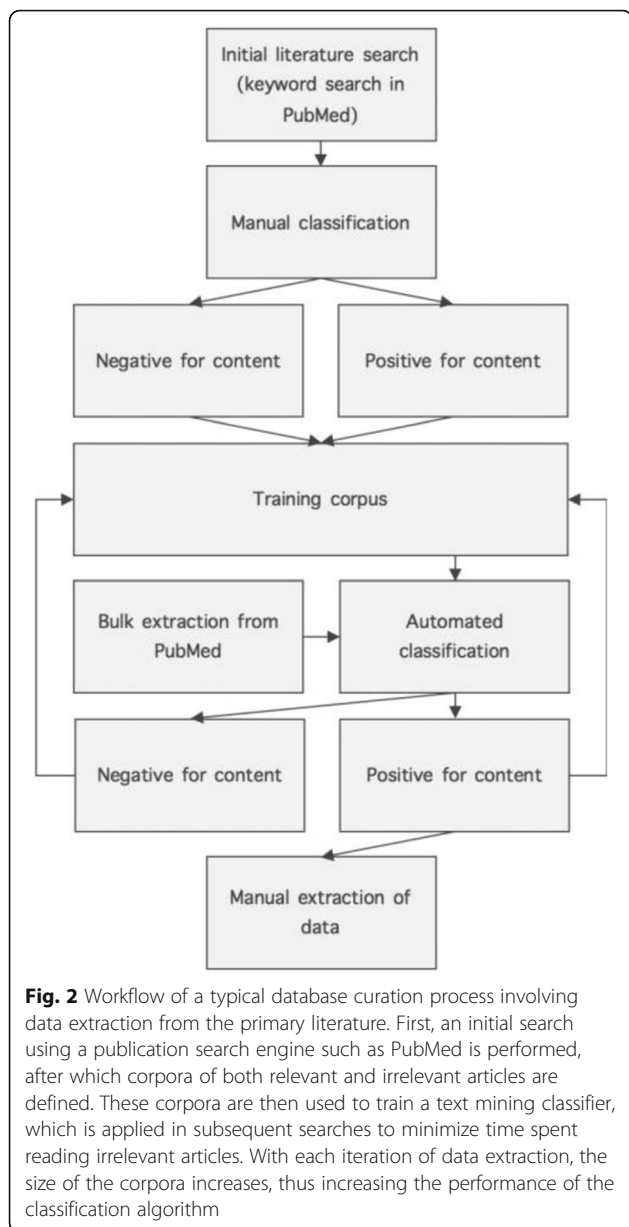 Initial literature search
(keyword search in
PubMed)
Manual classification
Negative for content
Positive for content
Training corpus
Bulk extraction from
PubMed
Automated
classification
Negative for content
Positive for content
Manual extraction of
data
Fig. 2 Workflow of a typical database curation process involving
data extraction from the primary literature. First, an initial search
using a publication search engine such as PubMed is performed,
after which corpora of both relevant and irrelevant articles are
defined. These corpora are then used to train a text mining classifier,
which is applied in subsequent searches to minimize time spent
reading irrelevant articles. With each iteration of data extraction, the
size of the corpora increases, thus increasing the performance of the
classification algorithm